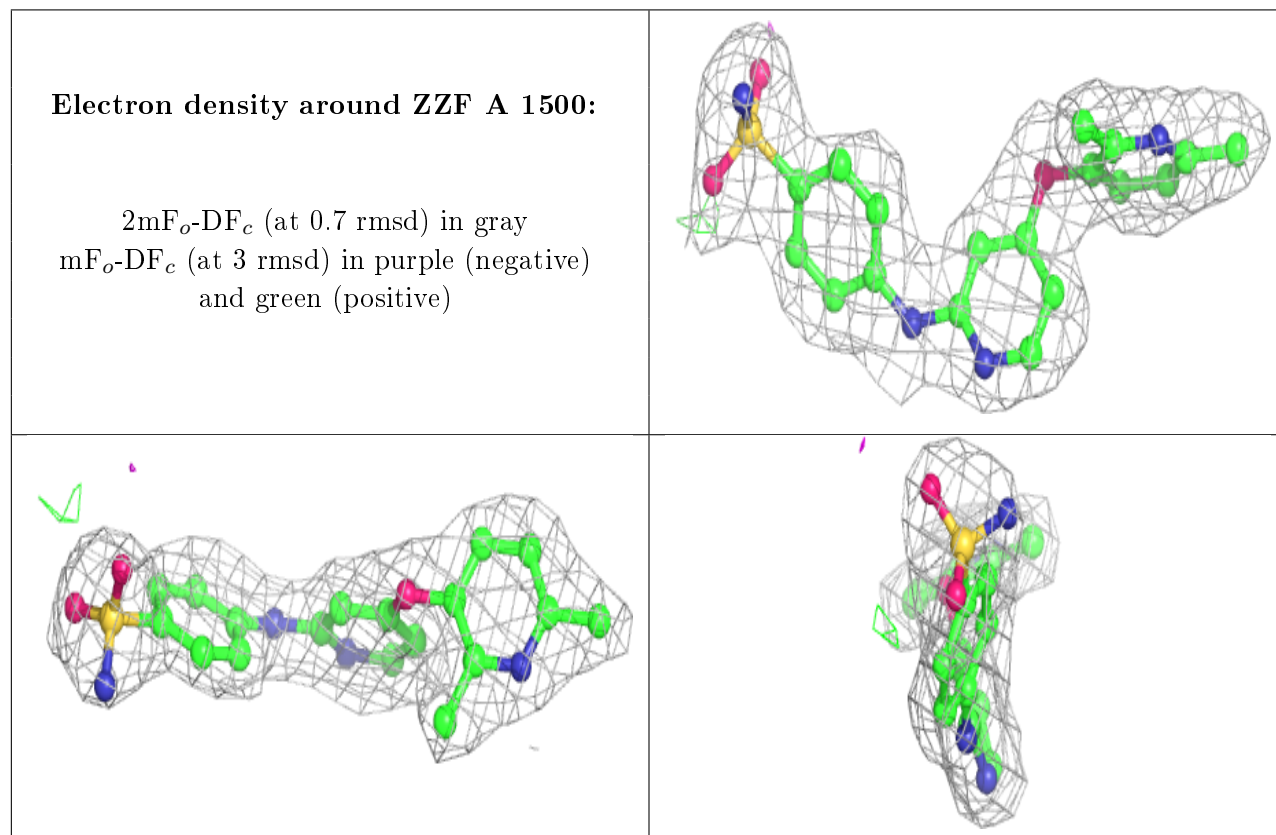 Electron density around ZZF A 1500:
2mFₒ-DF𝒸 (at 0.7 rmsd) in gray
mFₒ-DF𝒸 (at 3 rmsd) in purple (negative)
and green (positive)